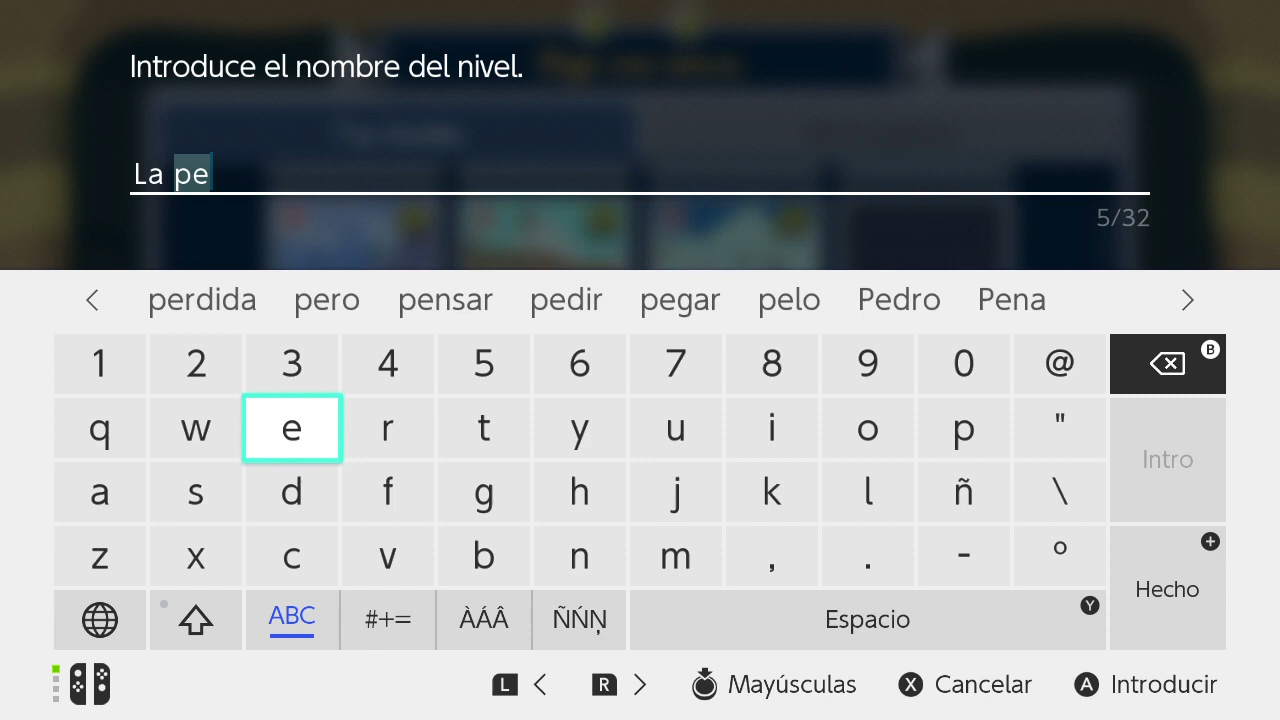 Introduce el nombre del nivel.
La pe
5/32
perdida pero pensar pedir pegar pelo Pedro Pena
1 2 3 4 5 6 7 8 9 0 @ B
q w e r t y u i o p " Intro
a s d f g h j k l ñ \
z x c v b n m , . - º + Hecho
ABC #+= ÀÁÂ ÑŃŅ Espacio Y
L R Mayúsculas X Cancelar A Introducir